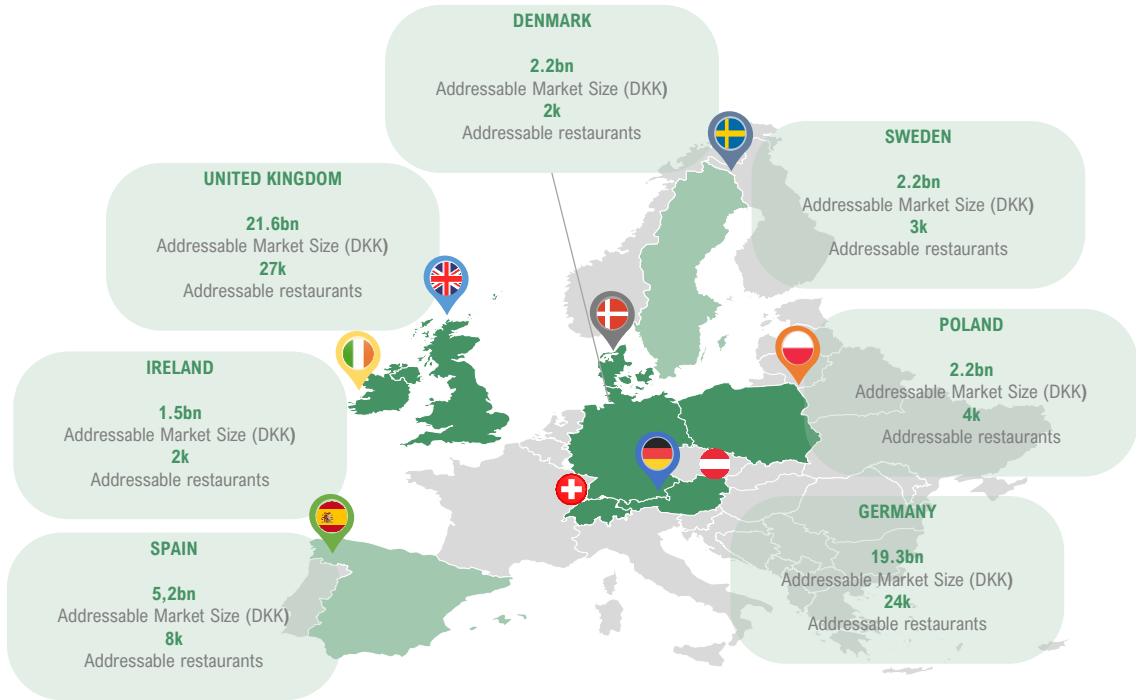 DENMARK
2.2bn
Addressable Market Size (DKK)
2k
Addressable restaurants
SWEDEN
2.2bn
Addressable Market Size (DKK)
3k
Addressable restaurants
UNITED KINGDOM
21.6bn
Addressable Market Size (DKK)
27k
Addressable restaurants
POLAND
2.2bn
Addressable Market Size (DKK)
4k
Addressable restaurants
IRELAND
1.5bn
Addressable Market Size (DKK)
2k
Addressable restaurants
GERMANY
19.3bn
Addressable Market Size (DKK)
24k
Addressable restaurants
SPAIN
5,2bn
Addressable Market Size (DKK)
8k
Addressable restaurants